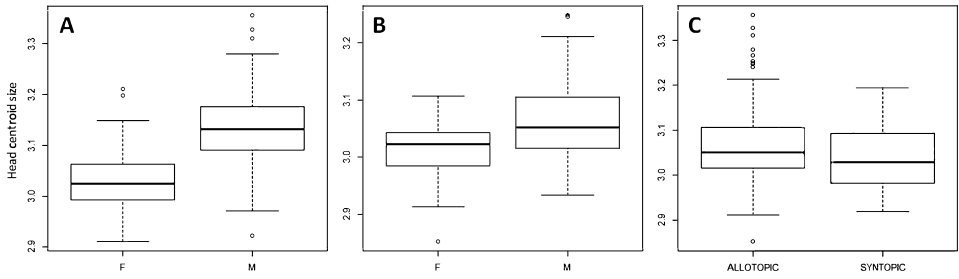 A
B
C
Head centroid size
3.3
3.2
3.1
3.0
2.9
F
M
3.2
3.1
3.0
2.9
F
M
3.3
3.2
3.1
3.0
2.9
ALLOTOPIC
SYNTOPIC